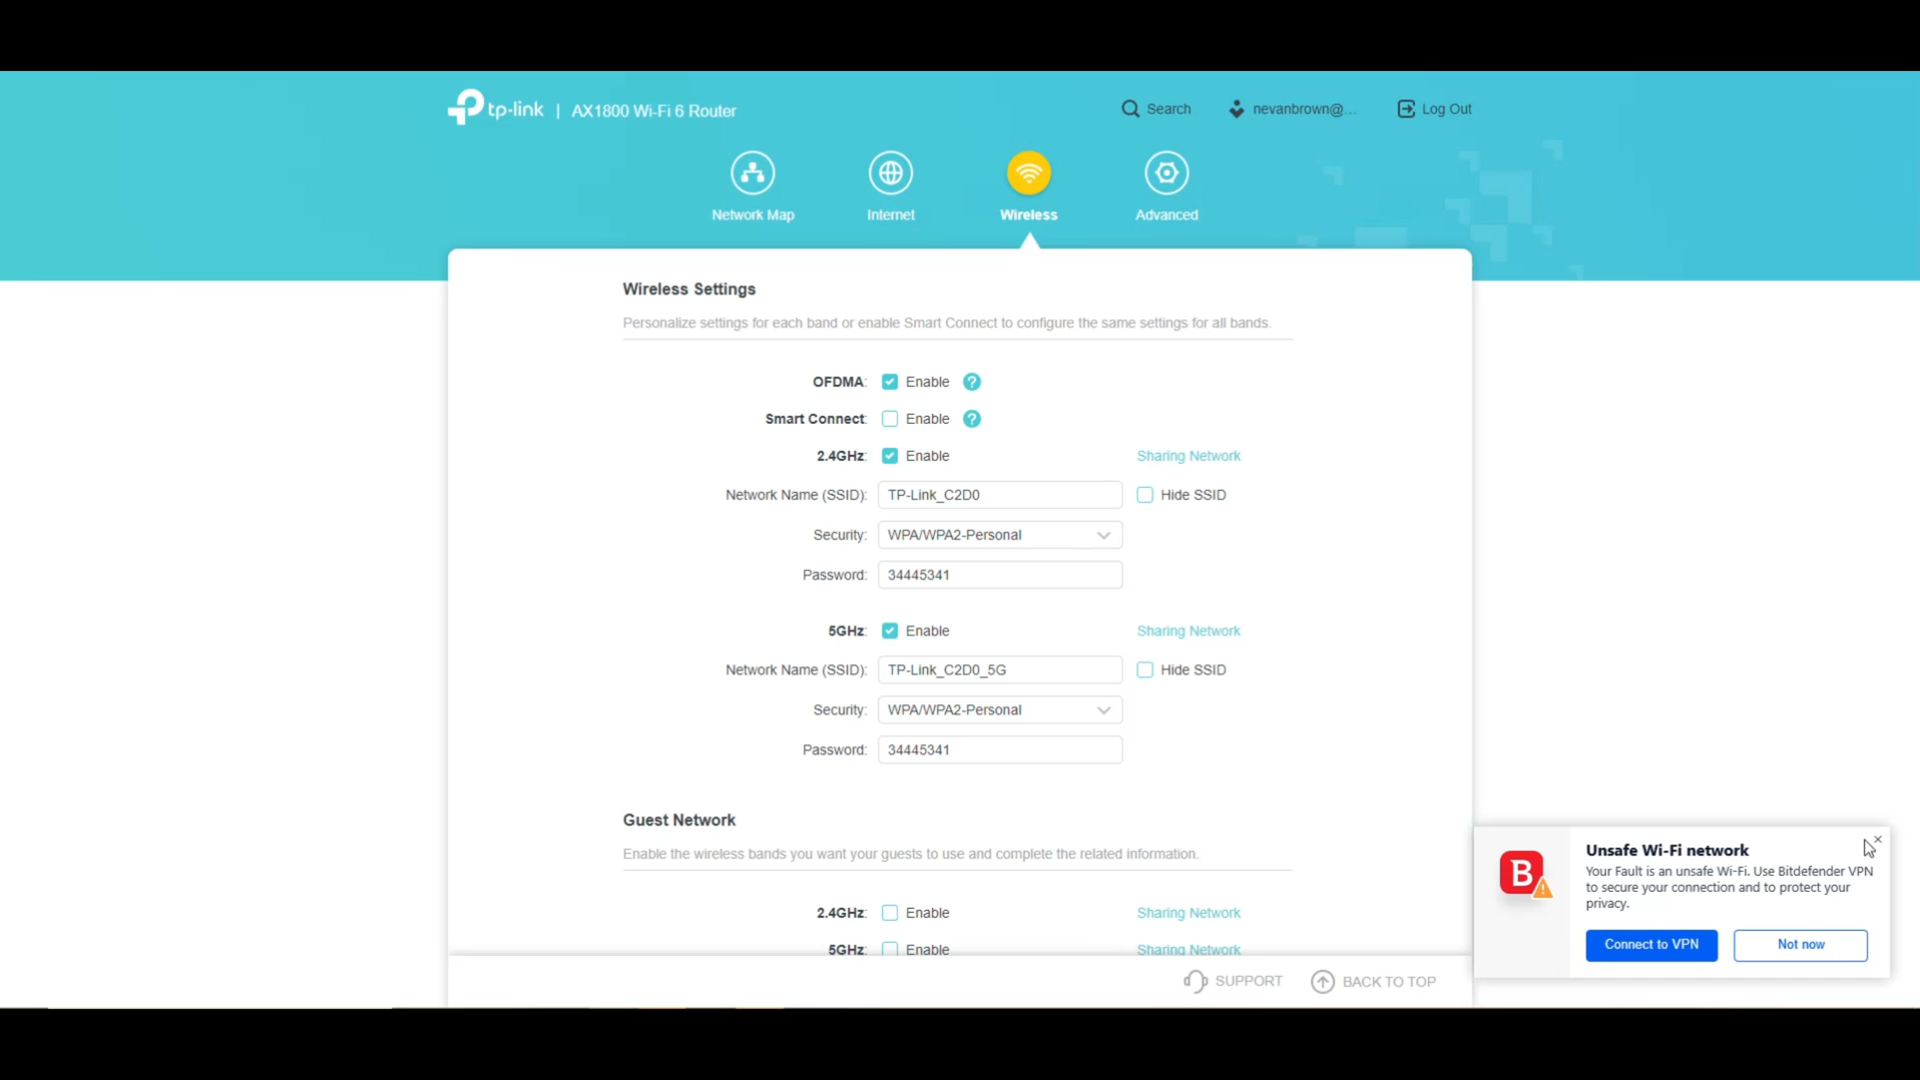 tp-link | AX1800 Wi-Fi 6 Router
Search
nevanbrown@...
Log Out
Network Map
Internet
Wireless
Advanced
Wireless Settings
Personalize settings for each band or enable Smart Connect to configure the same settings for all bands.
OFDMA: Enable ?
Smart Connect: Enable ?
2.4GHz: Enable Sharing Network
Network Name (SSID): TP-Link_C2D0 Hide SSID
Security: WPA/WPA2-Personal
Password: 34445341
5GHz: Enable Sharing Network
Network Name (SSID): TP-Link_C2D0_5G Hide SSID
Security: WPA/WPA2-Personal
Password: 34445341
Guest Network
Enable the wireless bands you want your guests to use and complete the related information.
2.4GHz: Enable Sharing Network
5GHz: Enable Sharing Network
SUPPORT
BACK TO TOP
B
Unsafe Wi-Fi network
Your Fault is an unsafe Wi-Fi. Use Bitdefender VPN
to secure your connection and to protect your
privacy.
Connect to VPN
Not now